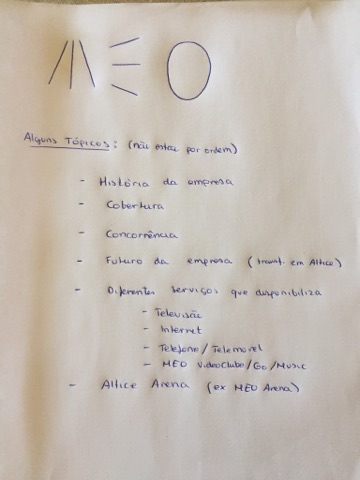 MEO
Alguns Tópicos: (não estão por ordem)
- História da empresa
- Cobertura
- Concorrência
- Futuro da empresa (transf. em Altice)
- Diferentes serviços que disponibiliza
- Televisão
- Internet
- Telefone/Telemóvel
- MEO VideoClube/Go/Music
- Altice Arena (ex MEO Arena)